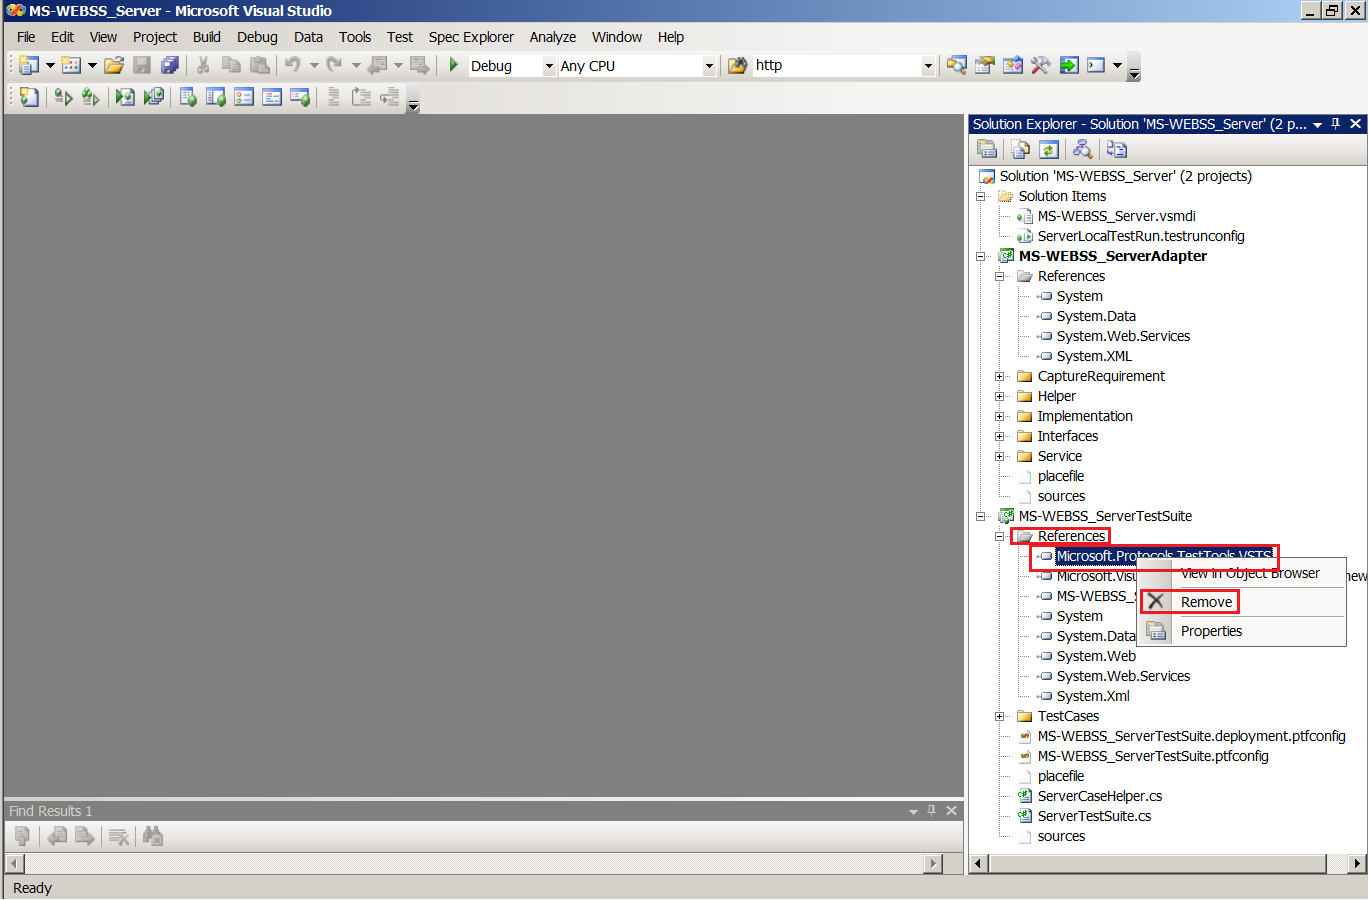 MS-WEBSS_Server - Microsoft Visual Studio
File Edit View Project Build Debug Data Tools Test Spec Explorer Analyze Window Help
Debug Any CPU http
Solution Explorer - Solution 'MS-WEBSS_Server' (2 p...
Solution 'MS-WEBSS_Server' (2 projects)
Solution Items
MS-WEBSS_Server.vsmdi
ServerLocalTestRun.testrunconfig
MS-WEBSS_ServerAdapter
References
System
System.Data
System.Web.Services
System.XML
CaptureRequirement
Helper
Implementation
Interfaces
Service
placefile
sources
MS-WEBSS_ServerTestSuite
References
Microsoft.Protocols.TestTools.VSTS
View in Object Browser
Remove
Properties
Microsoft.Visu
MS-WEBSS_S
System
System.Data
System.Web
System.Web.Services
System.Xml
TestCases
MS-WEBSS_ServerTestSuite.deployment.ptfconfig
MS-WEBSS_ServerTestSuite.ptfconfig
placefile
ServerCaseHelper.cs
ServerTestSuite.cs
sources
Find Results 1
Ready